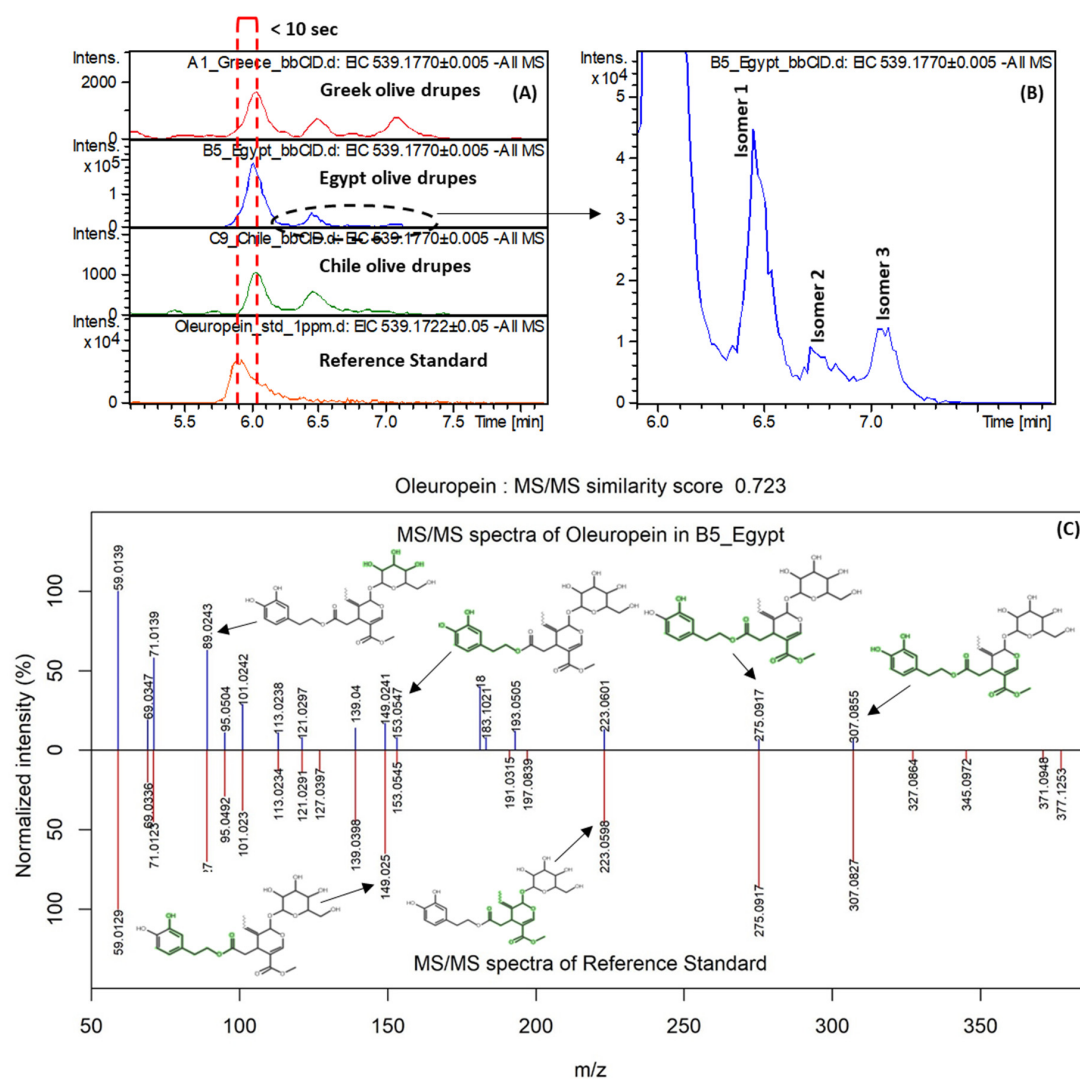 < 10 sec
Intens.
A1_Greece_bbCID.d: EIC 539.1770±0.005 -All MS
2000
Greek olive drupes
(A)
0
Intens.
B5_Egypt_bbCID.d: EIC 539.1770±0.005 -All MS
x10⁵
Egypt olive drupes
1
0
Intens.
C9_Chile_bbCID.d: EIC 539.1770±0.005 -All MS
Chile olive drupes
1000
0
Intens.
Oleuropein_std_1ppm.d: EIC 539.1722±0.05 -All MS
x10⁴
Reference Standard
0
5.5 6.0 6.5 7.0 7.5 Time [min]
Intens.
B5_Egypt_bbCID.d: EIC 539.1770±0.005 -All MS
x10⁴
(B)
5
4
3
2
1
0
Isomer 1
Isomer 2
Isomer 3
6.0 6.5 7.0 Time [min]
Oleuropein : MS/MS similarity score 0.723
MS/MS spectra of Oleuropein in B5_Egypt
(C)
Normalized intensity (%)
100
50
0
50
100
59.0139
69.0347
71.0139
89.0243
95.0504
101.0242
113.0238
121.0297
139.04
149.0241
153.0547
18
183.1021
193.0505
223.0601
275.0917
307.0855
59.0129
69.0336
71.0123
95.0492
101.023
113.0234
121.0291
127.0397
139.0398
149.025
153.0545
191.0315
197.0839
223.0598
275.0917
307.0827
327.0864
345.0972
371.0948
377.1253
MS/MS spectra of Reference Standard
50 100 150 200 250 300 350
m/z